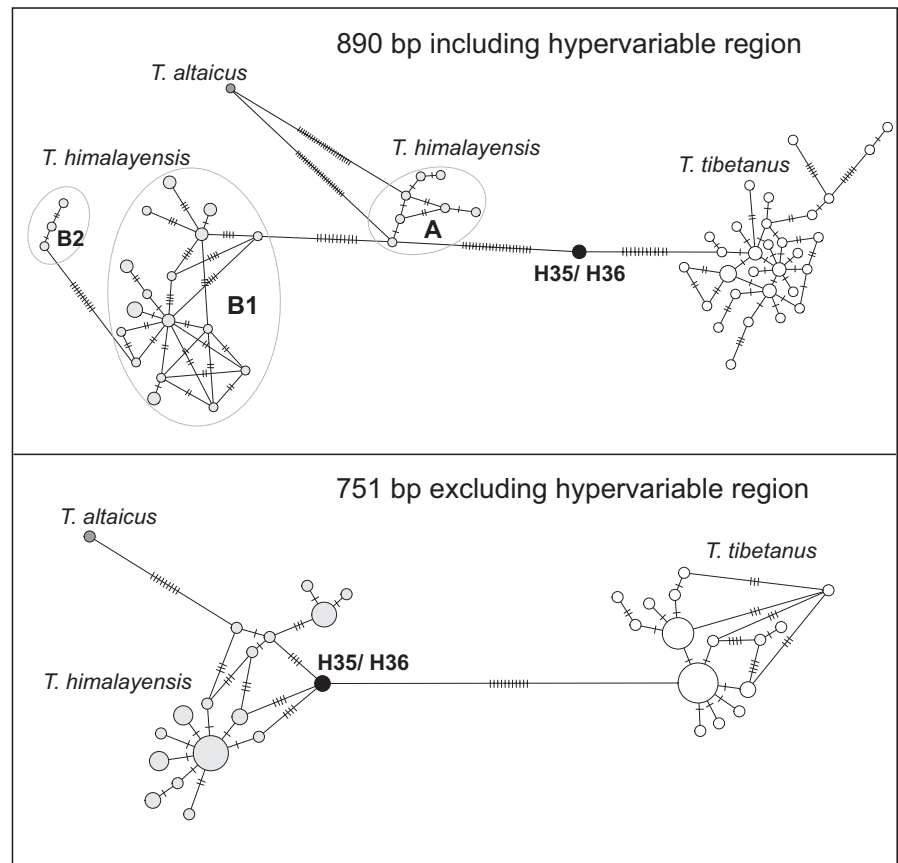 890 bp including hypervariable region
T. altaicus
T. himalayensis
T. himalayensis
T. tibetanus
B2
A
H35/ H36
B1
751 bp excluding hypervariable region
T. altaicus
T. tibetanus
H35/ H36
T. himalayensis